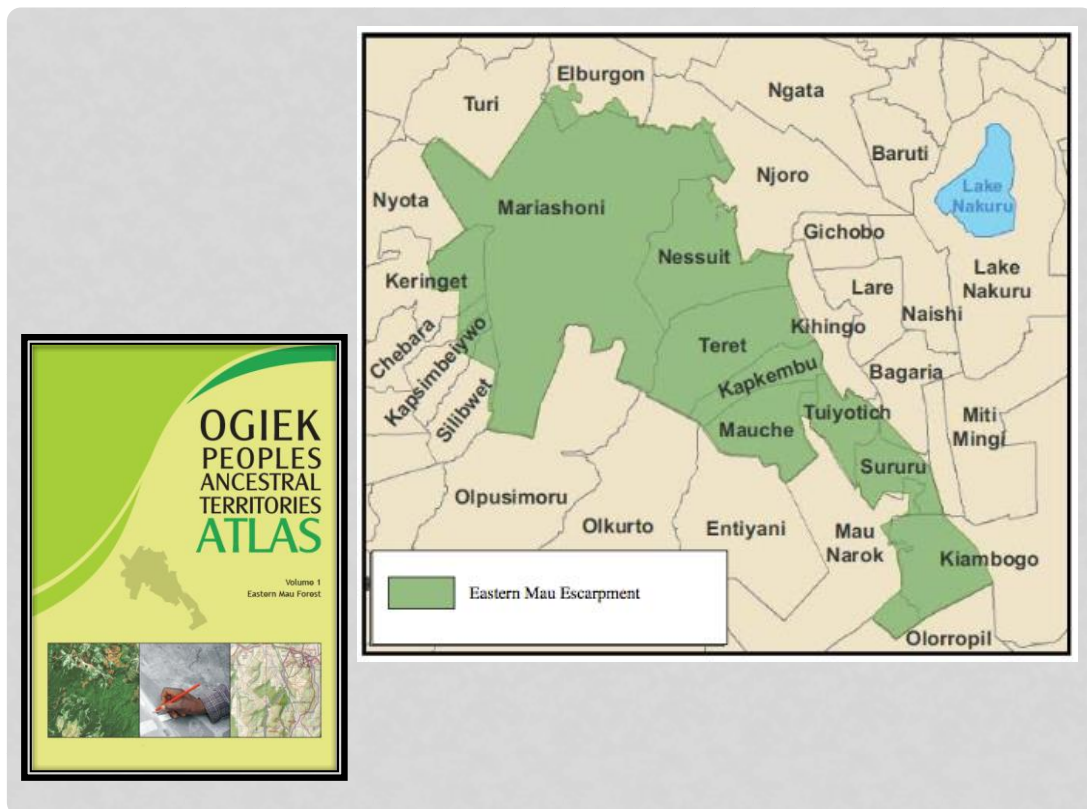 OGIEK
PEOPLES
ANCESTRAL
TERRITORIES
ATLAS
Volume 1
Eastern Mau Forest
Elburgon
Turi
Ngata
Baruti
Njoro
Lake
Nakuru
Nyota
Mariashoni
Gichobo
Nessuit
Keringet
Lare
Lake
Nakuru
Naishi
Kihingo
Chebara
Kapsimbeiywo
Silibwet
Teret
Kapkembu
Bagaria
Mauche
Tuiyotich
Miti
Mingi
Sururu
Olpusimoru
Olkurto
Entiyani
Mau
Narok
Kiambogo
Olorropil
Eastern Mau Escarpment